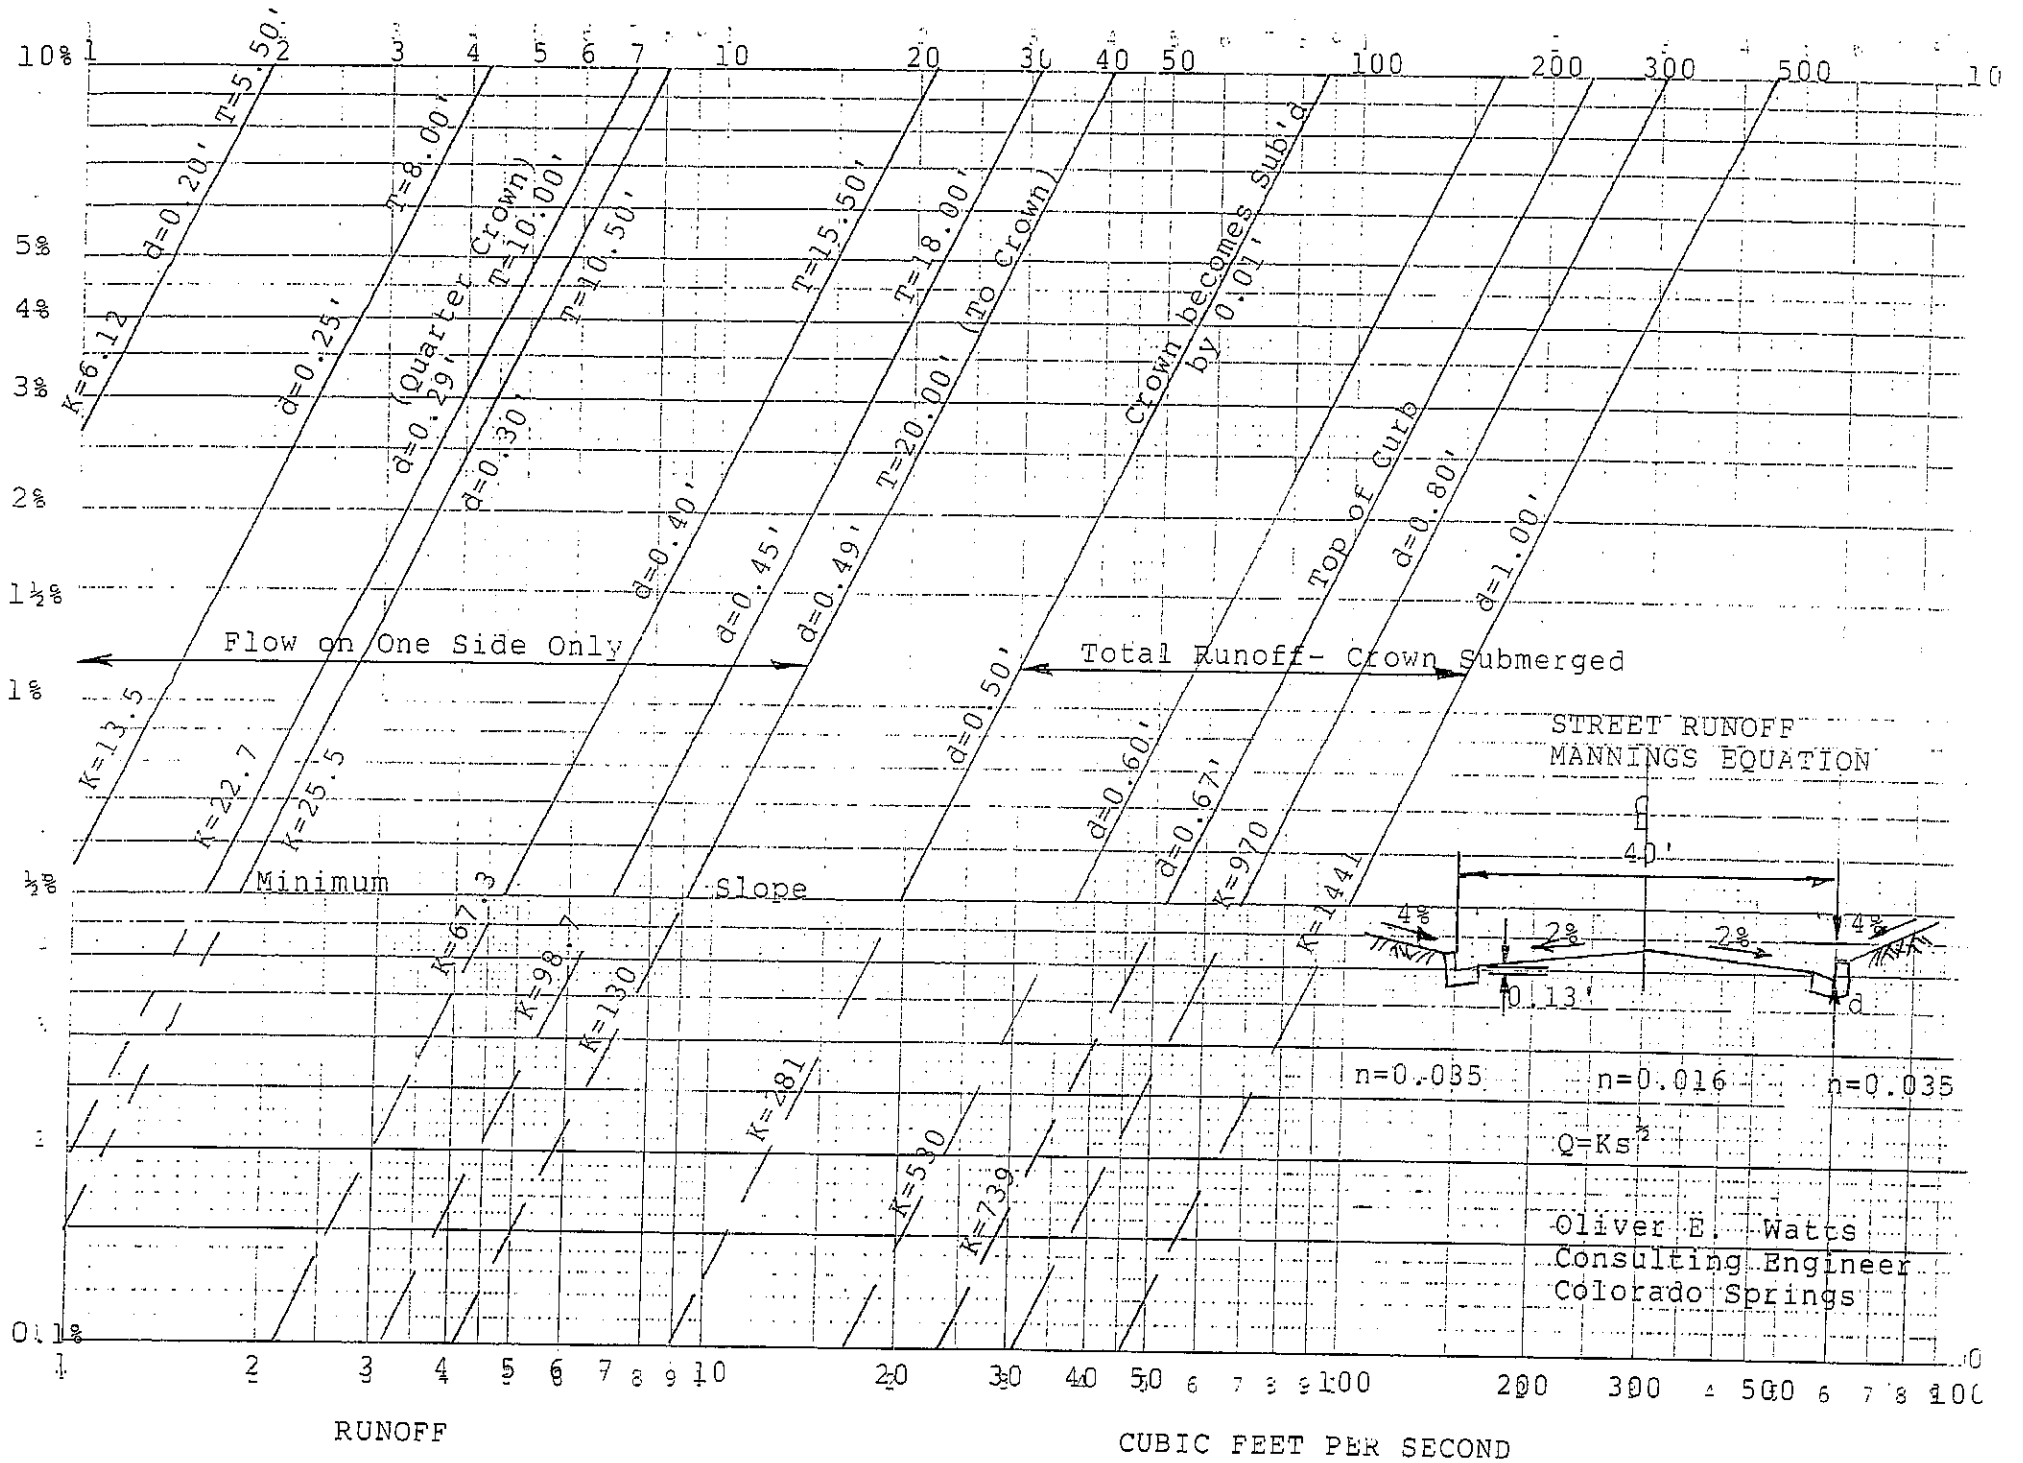 10% 1 2 3 4 5 6 7 10 20 30 40 50 100 200 300 500 10
T=5.50'
d=0.20'
K=6.12
T=8.00'
d=0.25'
K=13.5
(Quarter Crown)
T=10.00'
d=0.29'
K=22.7
T=10.50'
d=0.30'
K=25.5
T=15.50'
d=0.40'
K=67.3
T=18.00'
d=0.45'
K=98.7
T=20.00' (To Crown)
d=0.49'
K=130
Crown becomes Sub'd
by 0.01'
d=0.50'
K=281
d=0.60'
K=530
Top of Curb
d=0.67'
K=739
d=0.80'
K=970
d=1.00'
K=1441
5%
4%
3%
2%
1½%
Flow on One Side Only
Total Runoff- Crown Submerged
1%
STREET RUNOFF
MANNINGS EQUATION
40'
½%
Minimum Slope
4% 2% 2% 4%
0.13' d
n=0.035 n=0.016 n=0.035
Q=Ks½
Oliver E. Watts
Consulting Engineer
Colorado Springs
0.1%
1 2 3 4 5 6 7 8 9 10 20 30 40 50 6 7 8 9 100 200 300 4 500 6 7 8 9 100
RUNOFF CUBIC FEET PER SECOND